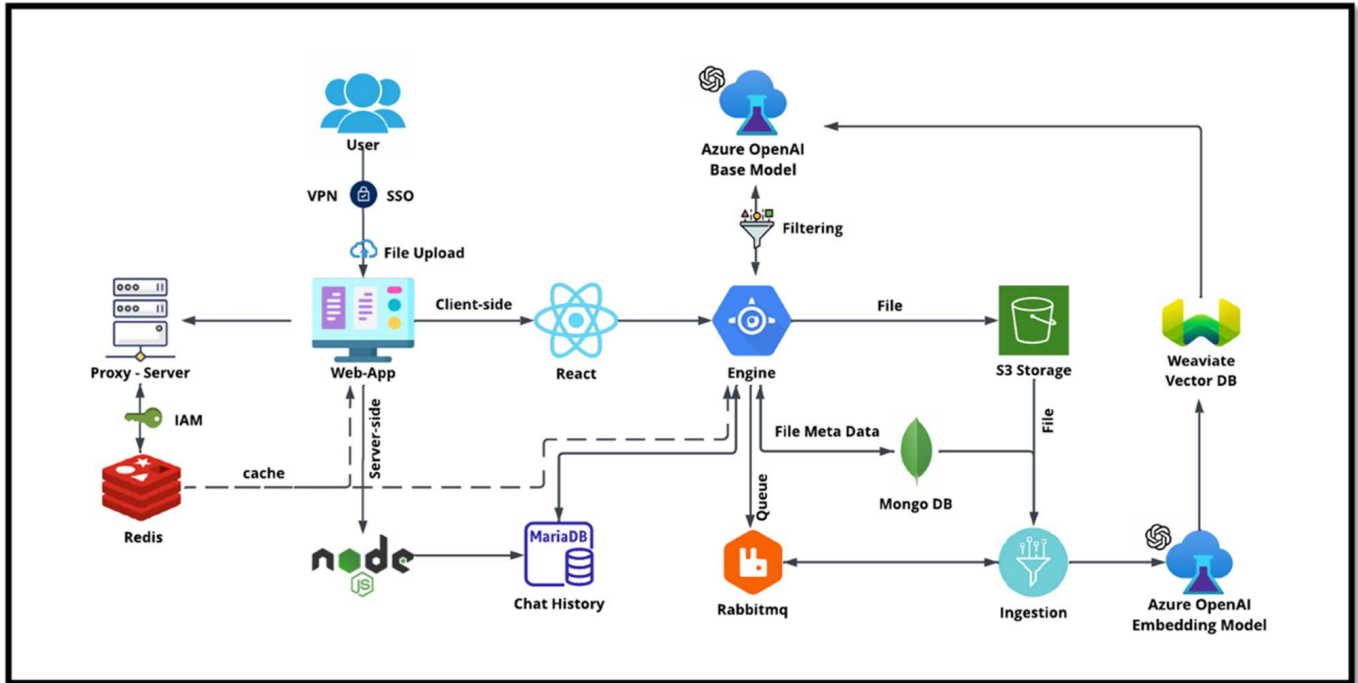 User
VPN
SSO
File Upload
Azure OpenAI
Base Model
Filtering
Proxy - Server
Web-App
Client-side
React
Engine
File
S3 Storage
Weaviate
Vector DB
IAM
Server-side
cache
Redis
node
JS
MariaDB
Chat History
File Meta Data
Mongo DB
File
Queue
Rabbitmq
Ingestion
Azure OpenAI
Embedding Model